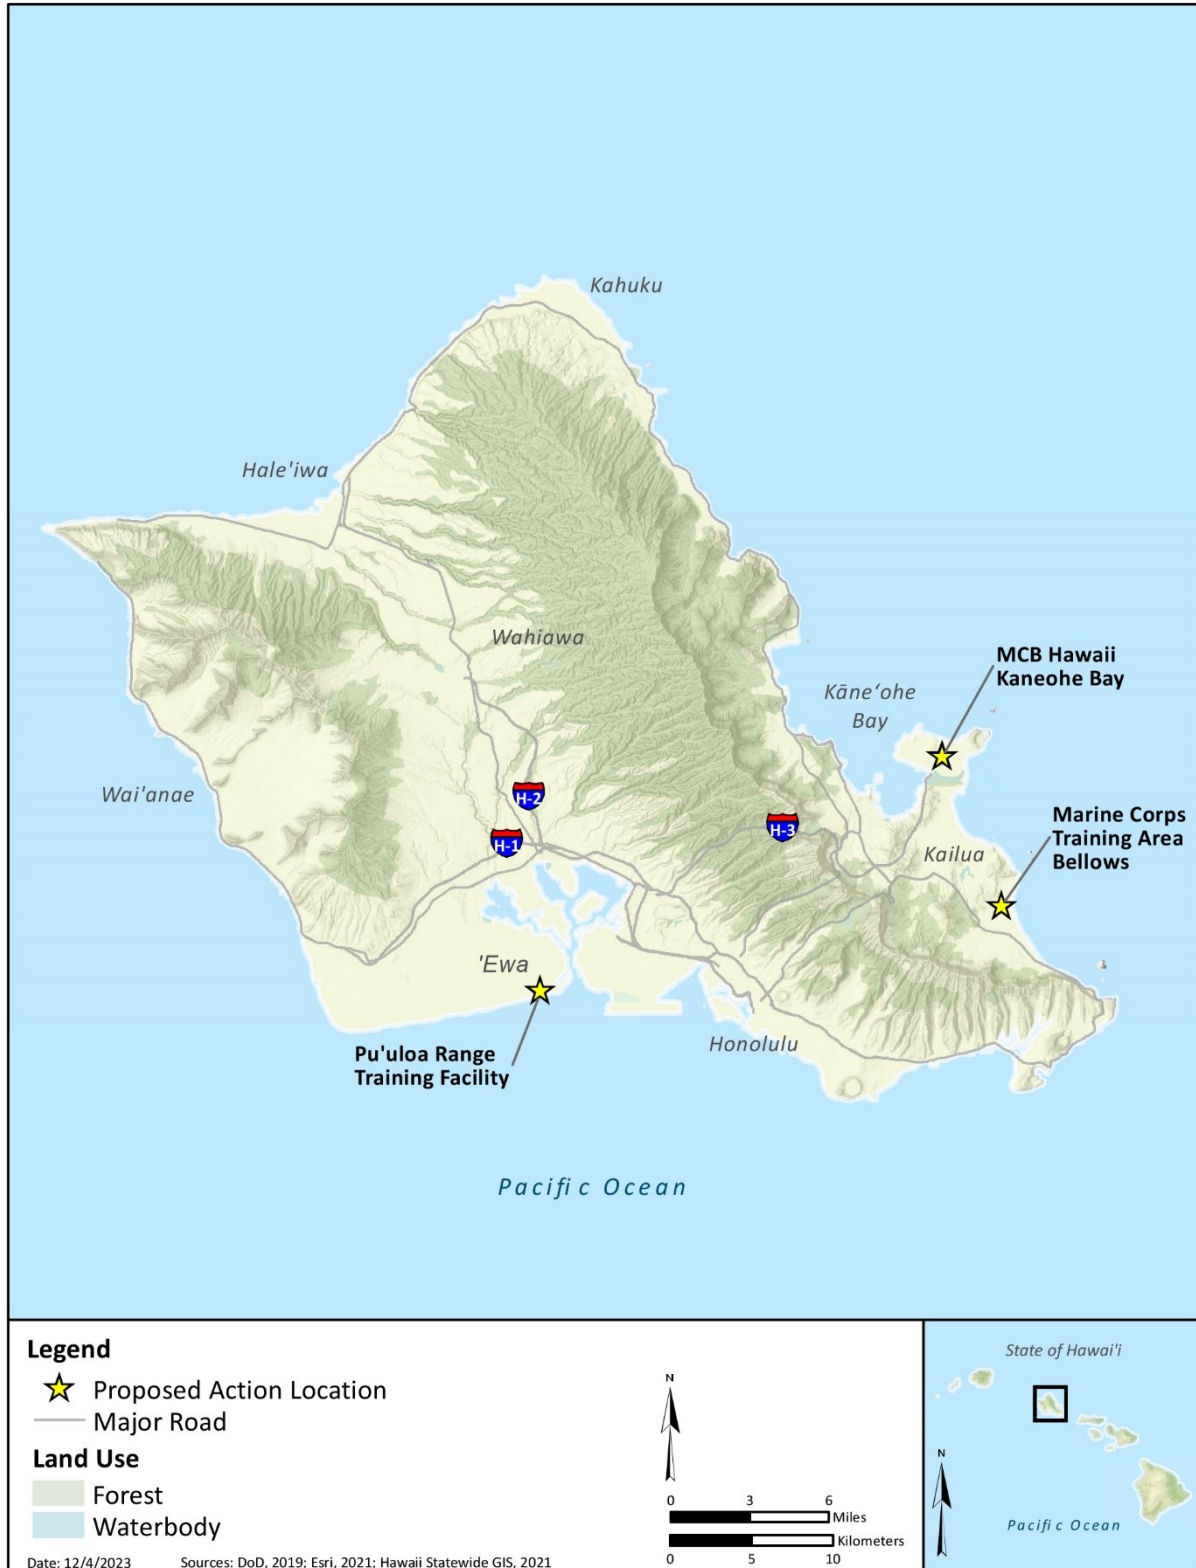 Kahuku
Hale'iwa
Wahiawa
MCB Hawaii
Kaneohe Bay
Kāne‘ohe
Bay
Wai'anae
H-2
H-1
H-3
Marine Corps
Training Area
Bellows
Kailua
'Ewa
Pu'uloa Range
Training Facility
Honolulu
Pacific Ocean
Legend
Proposed Action Location
Major Road
Land Use
Forest
Waterbody
Date: 12/4/2023 Sources: DoD, 2019; Esri, 2021; Hawaii Statewide GIS, 2021
N
0 3 6
Miles
Kilometers
0 5 10
State of Hawai'i
N
Pacific Ocean